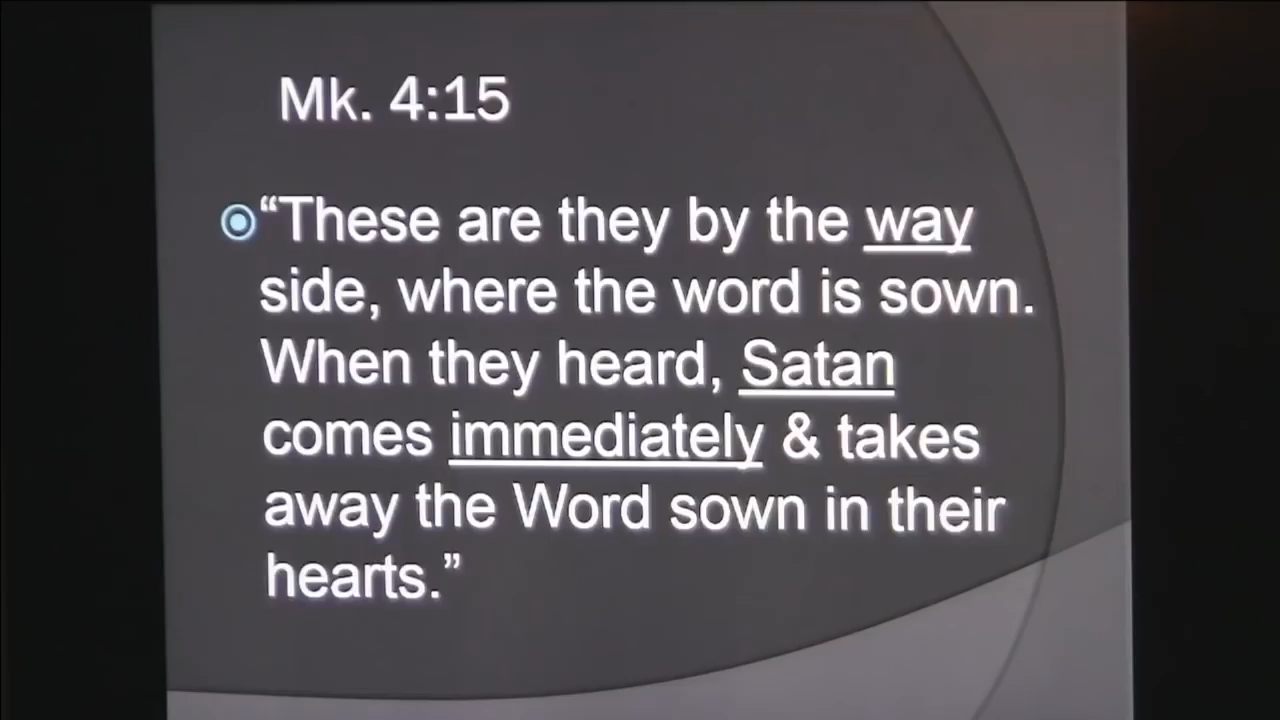 Mk. 4:15
“These are they by the way
side, where the word is sown.
When they heard, Satan
comes immediately & takes
away the Word sown in their
hearts.”